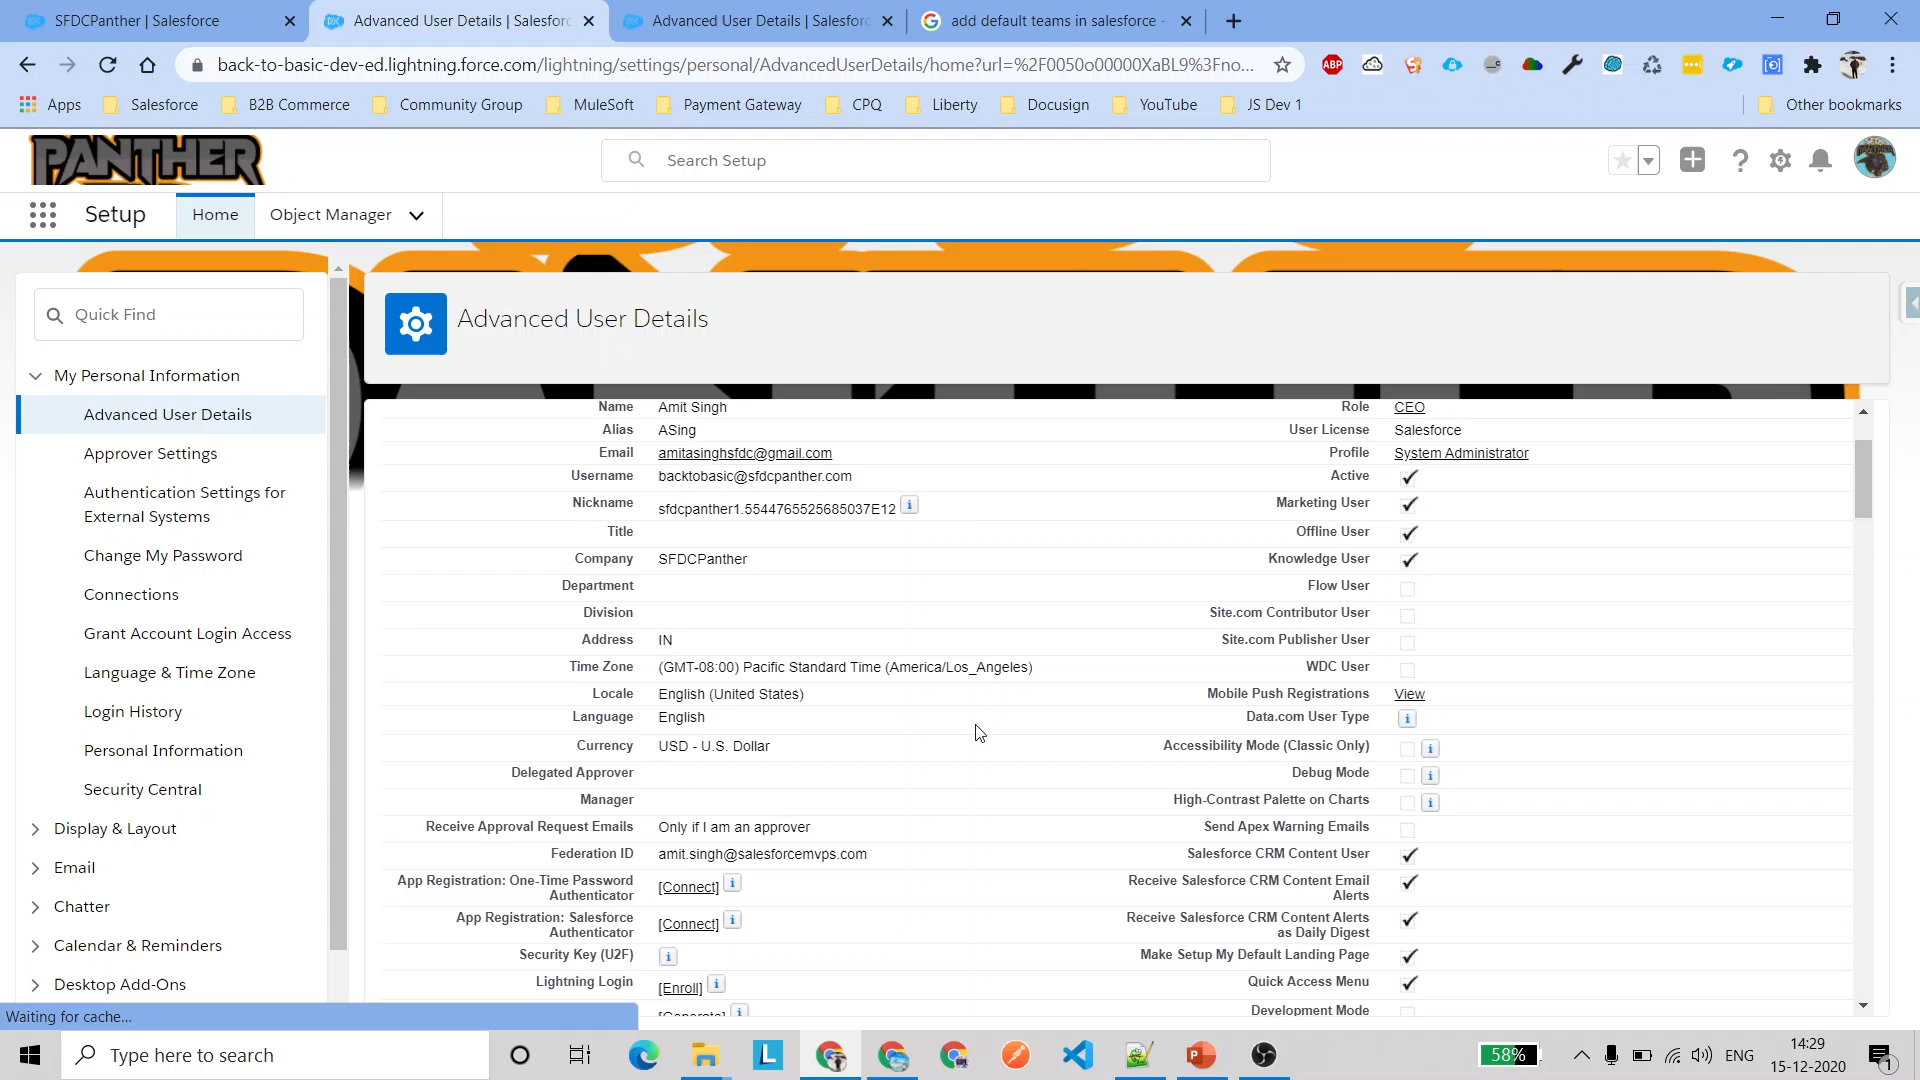 SFDCPanther | Salesforce
Advanced User Details | Salesforc
Advanced User Details | Salesforc
add default teams in salesforce -
back-to-basic-dev-ed.lightning.force.com/lightning/settings/personal/AdvancedUserDetails/home?url=%2F0050o00000XaBL9%3Fno...
ABP
Apps
Salesforce
B2B Commerce
Community Group
MuleSoft
Payment Gateway
CPQ
Liberty
Docusign
YouTube
JS Dev 1
Other bookmarks
PANTHER
Search Setup
Setup
Home
Object Manager
Quick Find
My Personal Information
Advanced User Details
Approver Settings
Authentication Settings for
External Systems
Change My Password
Connections
Grant Account Login Access
Language & Time Zone
Login History
Personal Information
Security Central
Display & Layout
Email
Chatter
Calendar & Reminders
Desktop Add-Ons
Advanced User Details
Name Amit Singh Role CEO
Alias ASing User License Salesforce
Email amitasinghsfdc@gmail.com Profile System Administrator
Username backtobasic@sfdcpanther.com Active
Nickname sfdcpanther1.5544765525685037E12 i Marketing User
Title Offline User
Company SFDCPanther Knowledge User
Department Flow User
Division Site.com Contributor User
Address IN Site.com Publisher User
Time Zone (GMT-08:00) Pacific Standard Time (America/Los_Angeles) WDC User
Locale English (United States) Mobile Push Registrations View
Language English Data.com User Type i
Currency USD - U.S. Dollar Accessibility Mode (Classic Only) i
Delegated Approver Debug Mode i
Manager High-Contrast Palette on Charts i
Receive Approval Request Emails Only if I am an approver Send Apex Warning Emails
Federation ID amit.singh@salesforcemvps.com Salesforce CRM Content User
App Registration: One-Time Password
Authenticator [Connect] i Receive Salesforce CRM Content Email
Alerts
App Registration: Salesforce
Authenticator [Connect] i Receive Salesforce CRM Content Alerts
as Daily Digest
Security Key (U2F) i Make Setup My Default Landing Page
Lightning Login [Enroll] i Quick Access Menu
[Generate] i Development Mode
Waiting for cache...
Type here to search
L
58%
ENG
14:29
15-12-2020
1